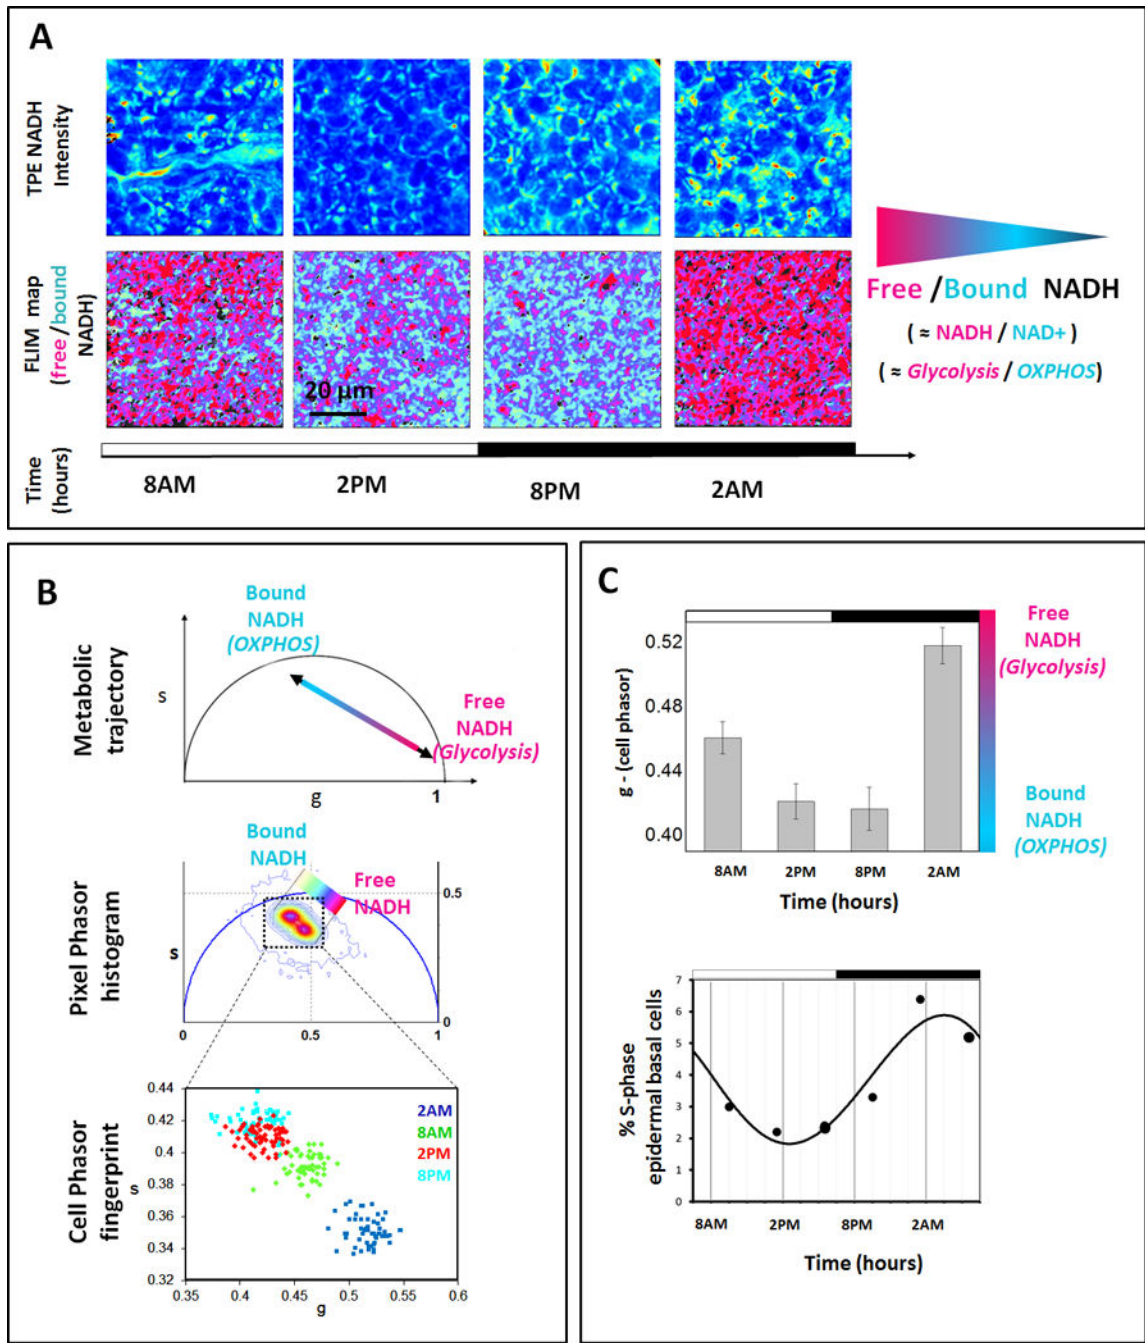 A
TPE NADH
Intensity
FLIM map
(free/bound
NADH)
20 µm
Free /Bound NADH
( ≈ NADH / NAD+ )
( ≈ Glycolysis / OXPHOS)
Time
(hours)
8AM 2PM 8PM 2AM
B
Metabolic
trajectory
Bound
NADH
(OXPHOS)
s
Free
NADH
(Glycolysis)
g 1
Pixel Phasor
histogram
Bound
NADH
Free
NADH
0.5
s
0
0 0.5 1
Cell Phasor
fingerprint
0.44
0.42
0.4
0.38
s
0.36
0.34
0.32
2AM
8AM
2PM
8PM
0.35 0.4 0.45 0.5 0.55 0.6
g
C
g - (cell phasor)
0.52
0.48
0.44
0.40
Free
NADH
(Glycolysis)
Bound
NADH
(OXPHOS)
8AM 2PM 8PM 2AM
Time (hours)
% S-phase
epidermal basal cells
7
6
5
4
3
2
1
0
8AM 2PM 8PM 2AM
Time (hours)